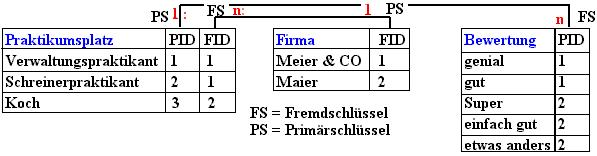 PS 1: FS n: 1 PS n FS
Praktikumsplatz PID FID
Verwaltungspraktikant 1 1
Schreinerpraktikant 2 1
Koch 3 2
Firma FID
Meier & CO 1
Maier 2
FS = Fremdschlüssel
PS = Primärschlüssel
Bewertung PID
genial 1
gut 1
Super 2
einfach gut 2
etwas anders 2